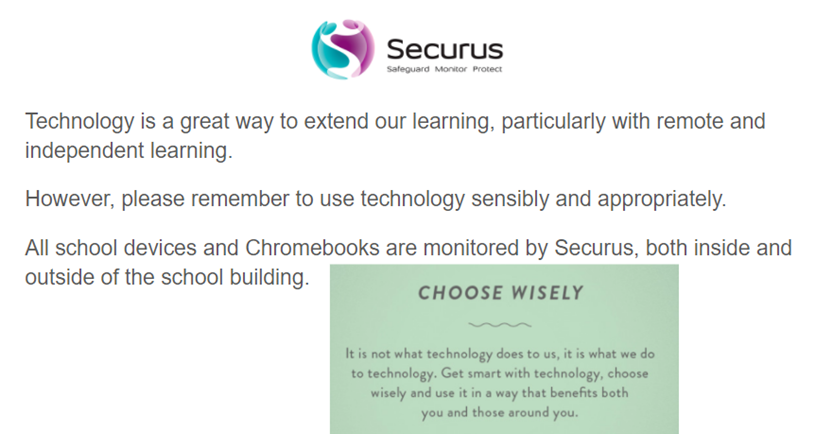 Securus
Safeguard Monitor Protect
Technology is a great way to extend our learning, particularly with remote and
independent learning.
However, please remember to use technology sensibly and appropriately.
All school devices and Chromebooks are monitored by Securus, both inside and
outside of the school building.
CHOOSE WISELY
It is not what technology does to us, it is what we do
to technology. Get smart with technology, choose
wisely and use it in a way that benefits both
you and those around you.